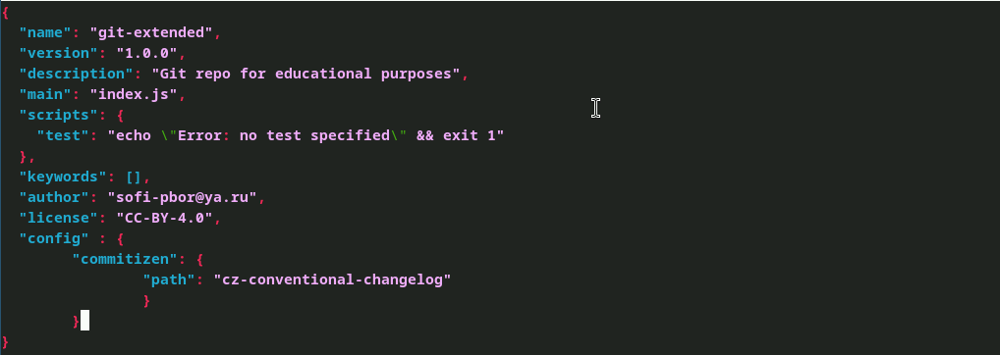 {
  "name": "git-extended",
  "version": "1.0.0",
  "description": "Git repo for educational purposes",
  "main": "index.js",
  "scripts": {
    "test": "echo \"Error: no test specified\" && exit 1"
  },
  "keywords": [],
  "author": "sofi-pbor@ya.ru",
  "license": "CC-BY-4.0",
  "config" : {
        "commitizen": {
                "path": "cz-conventional-changelog"
                }
        }
}